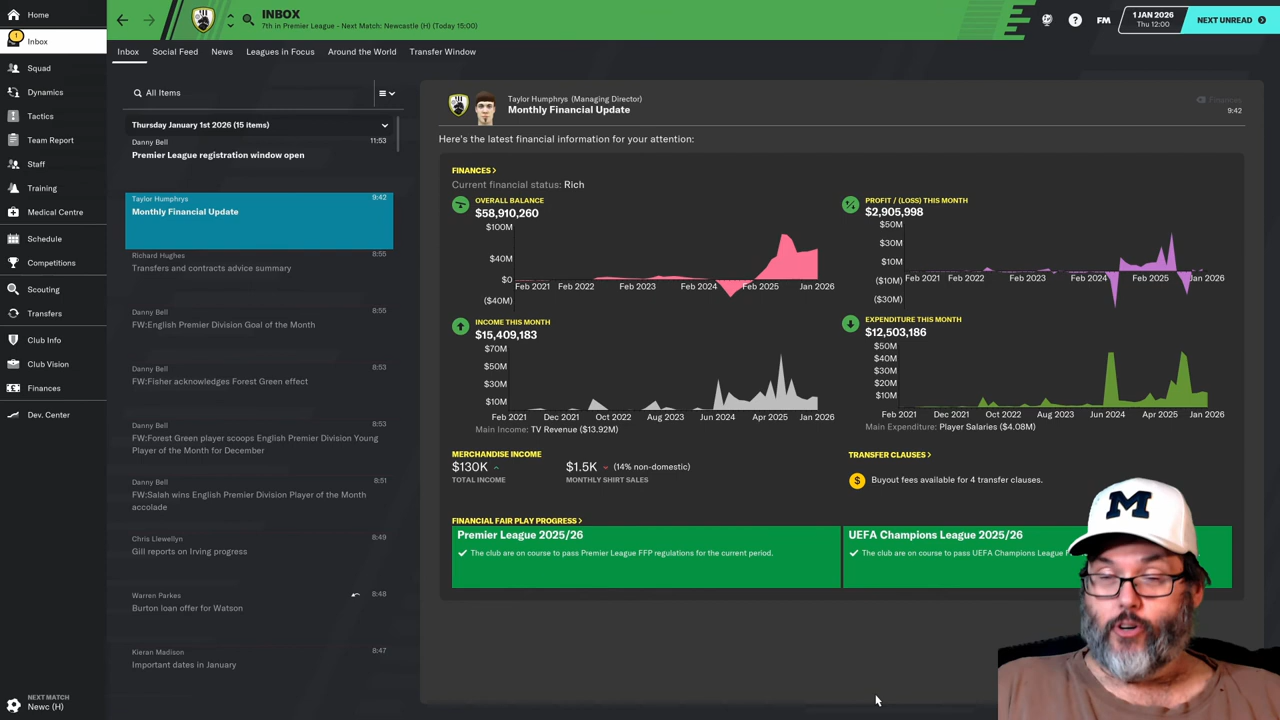 Home
1
Inbox
Squad
Dynamics
Tactics
Team Report
Staff
Training
Medical Centre
Schedule
Competitions
Scouting
Transfers
Club Info
Club Vision
Finances
Dev. Center
NEXT MATCH
Newc (H)
INBOX
7th in Premier League - Next Match: Newcastle (H) (Today 15:00)
?
FM
1 JAN 2026
Thu 12:00
NEXT UNREAD
Inbox
Social Feed
News
Leagues in Focus
Around the World
Transfer Window
All Items
Thursday January 1st 2026 (15 items)
Danny Bell
11:53
Premier League registration window open
Taylor Humphrys
9:42
Monthly Financial Update
Richard Hughes
8:55
Transfers and contracts advice summary
Danny Bell
8:55
FW:English Premier Division Goal of the Month
Danny Bell
8:53
FW:Fisher acknowledges Forest Green effect
Danny Bell
8:53
FW:Forest Green player scoops English Premier Division Young
Player of the Month for December
Danny Bell
8:51
FW:Salah wins English Premier Division Player of the Month
accolade
Chris Llewellyn
8:49
Gill reports on Irving progress
Warren Parkes
8:48
Burton loan offer for Watson
Kieran Madison
8:47
Important dates in January
Taylor Humphrys (Managing Director)
Monthly Financial Update
Finances
9:42
Here's the latest financial information for your attention:
FINANCES >
Current financial status: Rich
OVERALL BALANCE
$58,910,260
$100M
$40M
$0
($40M)
Feb 2021 Feb 2022 Feb 2023 Feb 2024 Feb 2025 Jan 2026
PROFIT / (LOSS) THIS MONTH
$2,905,998
$50M
$30M
$10M
($10M)
($30M)
Feb 2021 Feb 2022 Feb 2023 Feb 2024 Feb 2025 Jan 2026
INCOME THIS MONTH
$15,409,183
$70M
$50M
$30M
$10M
Feb 2021 Dec 2021 Oct 2022 Aug 2023 Jun 2024 Apr 2025 Jan 2026
Main Income: TV Revenue ($13.92M)
EXPENDITURE THIS MONTH
$12,503,186
$50M
$40M
$30M
$20M
$10M
Feb 2021 Dec 2021 Oct 2022 Aug 2023 Jun 2024 Apr 2025 Jan 2026
Main Expenditure: Player Salaries ($4.08M)
MERCHANDISE INCOME
$130K
TOTAL INCOME
$1.5K (14% non-domestic)
MONTHLY SHIRT SALES
TRANSFER CLAUSES >
$
Buyout fees available for 4 transfer clauses.
FINANCIAL FAIR PLAY PROGRESS >
Premier League 2025/26
The club are on course to pass Premier League FFP regulations for the current period.
UEFA Champions League 2025/26
The club are on course to pass UEFA Champions League
M